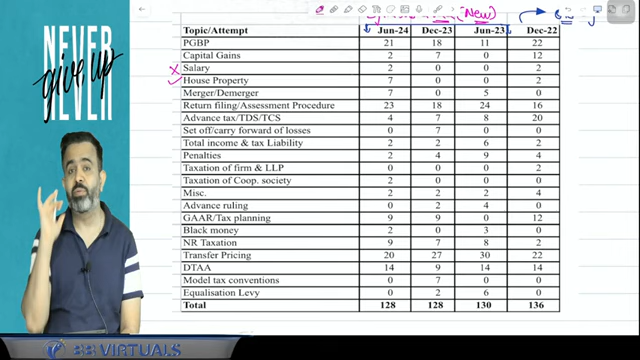 NEVER
give up
(New)
Topic/Attempt Jun-24 Dec-23 Jun-23 Dec-22
PGBP 21 18 11 22
Capital Gains 2 7 0 12
Salary 2 0 0 2
House Property 7 0 0 2
Merger/Demerger 7 0 5 0
Return filing/Assessment Procedure 23 18 24 16
Advance tax/TDS/TCS 4 7 8 20
Set off/carry forward of losses 0 7 0 0
Total income & tax Liability 2 2 6 2
Penalties 2 4 9 4
Taxation of firm & LLP 0 0 0 2
Taxation of Coop. society 2 0 0 0
Misc. 2 2 2 4
Advance ruling 0 2 4 0
GAAR/Tax planning 9 9 0 12
Black money 2 0 3 0
NR Taxation 9 7 8 2
Transfer Pricing 20 27 30 22
DTAA 14 9 14 14
Model tax conventions 0 7 0 0
Equalisation Levy 0 2 6 0
Total 128 128 130 136
VIRTUALS